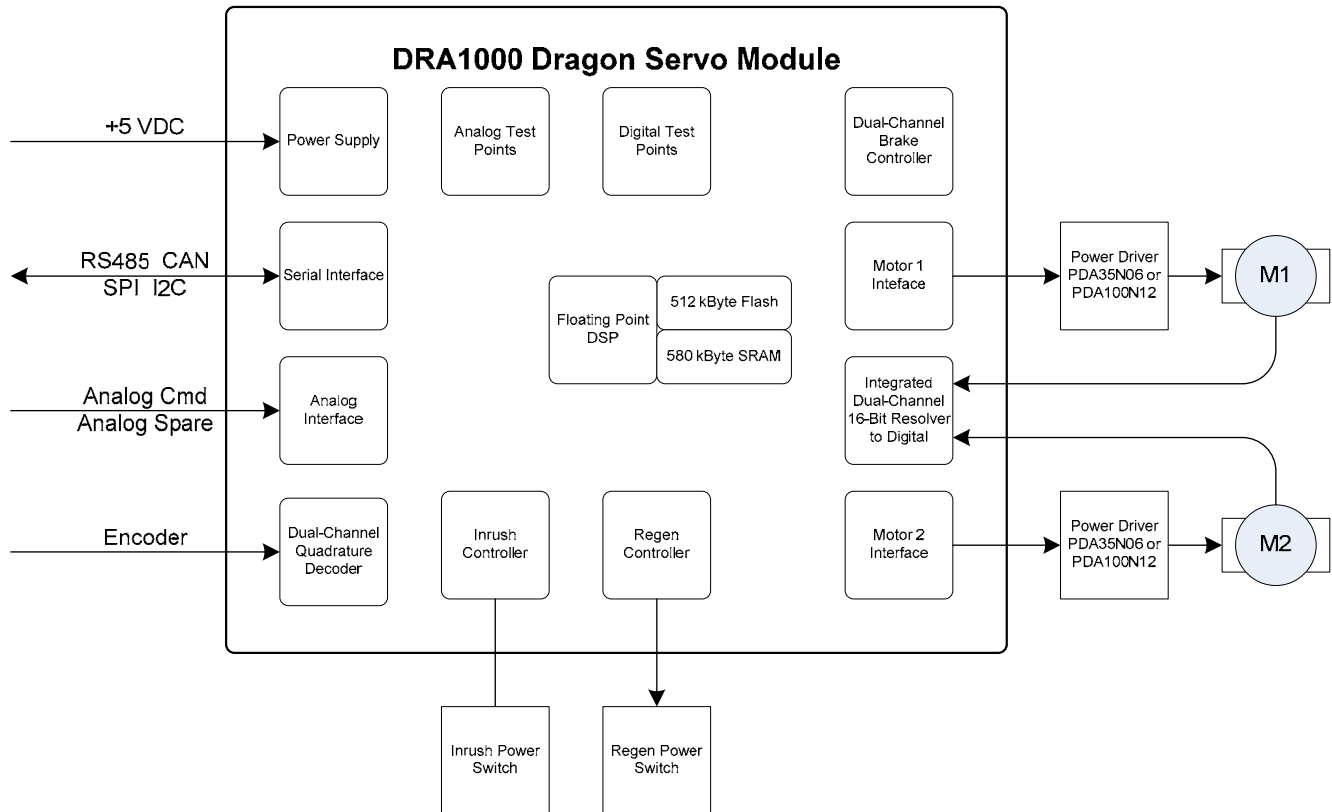 DRA1000 Dragon Servo Module
+5 VDC
Power Supply
Analog Test
Points
Digital Test
Points
Dual-Channel
Brake
Controller
RS485 CAN
SPI I2C
Serial Interface
Floating Point
DSP
512 kByte Flash
580 kByte SRAM
Motor 1
Inteface
Power Driver
PDA35N06 or
PDA100N12
M1
Analog Cmd
Analog Spare
Analog
Interface
Integrated
Dual-Channel
16-Bit Resolver
to Digital
Encoder
Dual-Channel
Quadrature
Decoder
Inrush
Controller
Regen
Controller
Motor 2
Interface
Power Driver
PDA35N06 or
PDA100N12
M2
Inrush Power
Switch
Regen Power
Switch